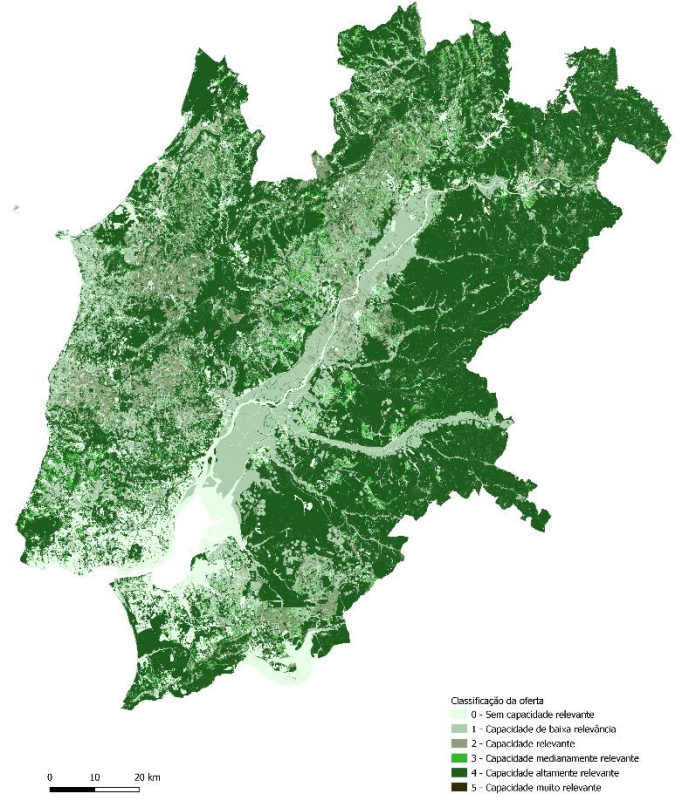 Classificação da oferta
0 - Sem capacidade relevante
1 - Capacidade de baixa relevância
2 - Capacidade relevante
3 - Capacidade medianamente relevante
4 - Capacidade altamente relevante
5 - Capacidade muito relevante
0 10 20 km